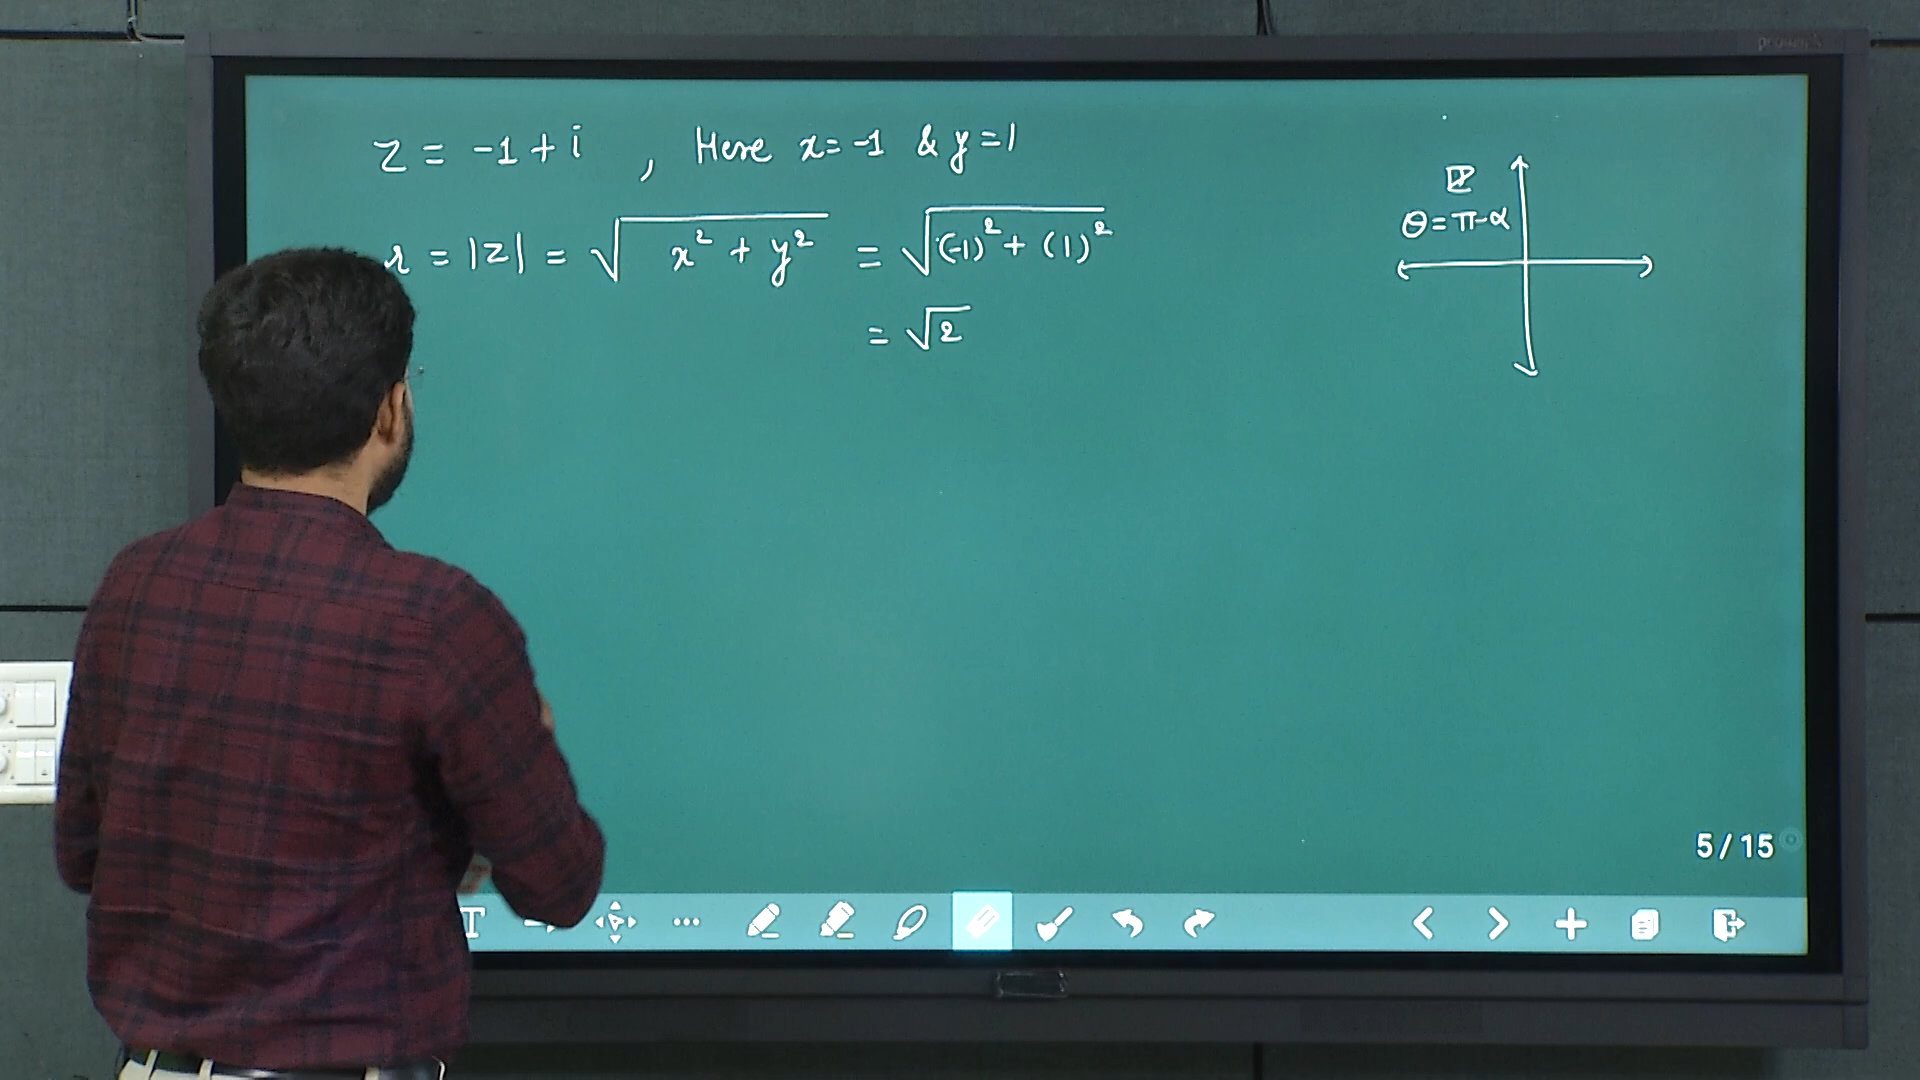 z = -1 + i , Here x = -1 & y = 1
r = |z| = √(x² + y²) = √((-1)² + (1)²)
= √2
II
θ = π - α
5 / 15
T